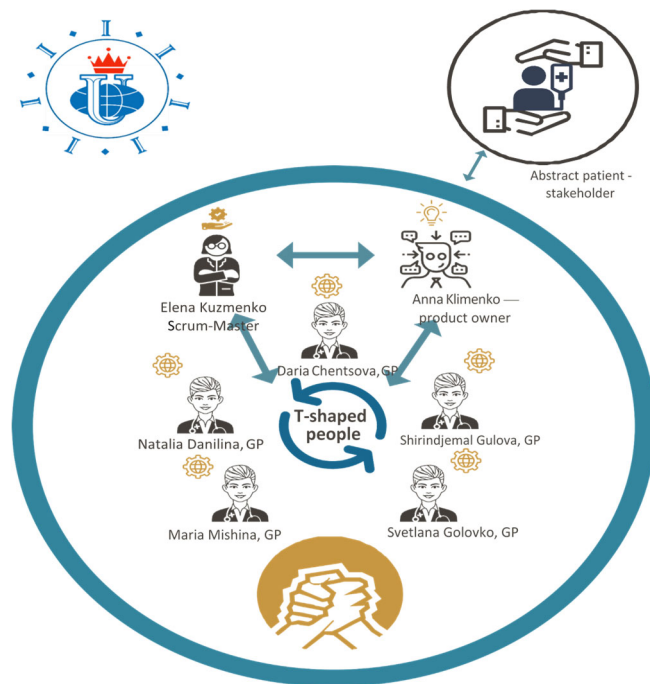 U
Abstract patient -
stakeholder
Elena Kuzmenko
Scrum-Master
Anna Klimenko —
product owner
Daria Chentsova, GP
T-shaped
people
Natalia Danilina, GP
Shirindjemal Gulova, GP
Maria Mishina, GP
Svetlana Golovko, GP